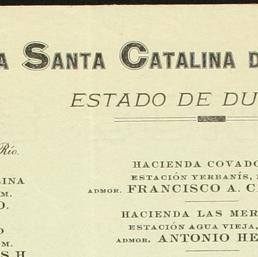 A SANTA CATALINA D
ESTADO DE DU
Río.
HACIENDA COVADO
ESTACIÓN YERBANÍS,
ADMOR. FRANCISCO A. C
INA
M.
O.
HACIENDA LAS MER
ESTACIÓN AGUA VIEJA,
ADMOR. ANTONIO HE
O
M.
S H